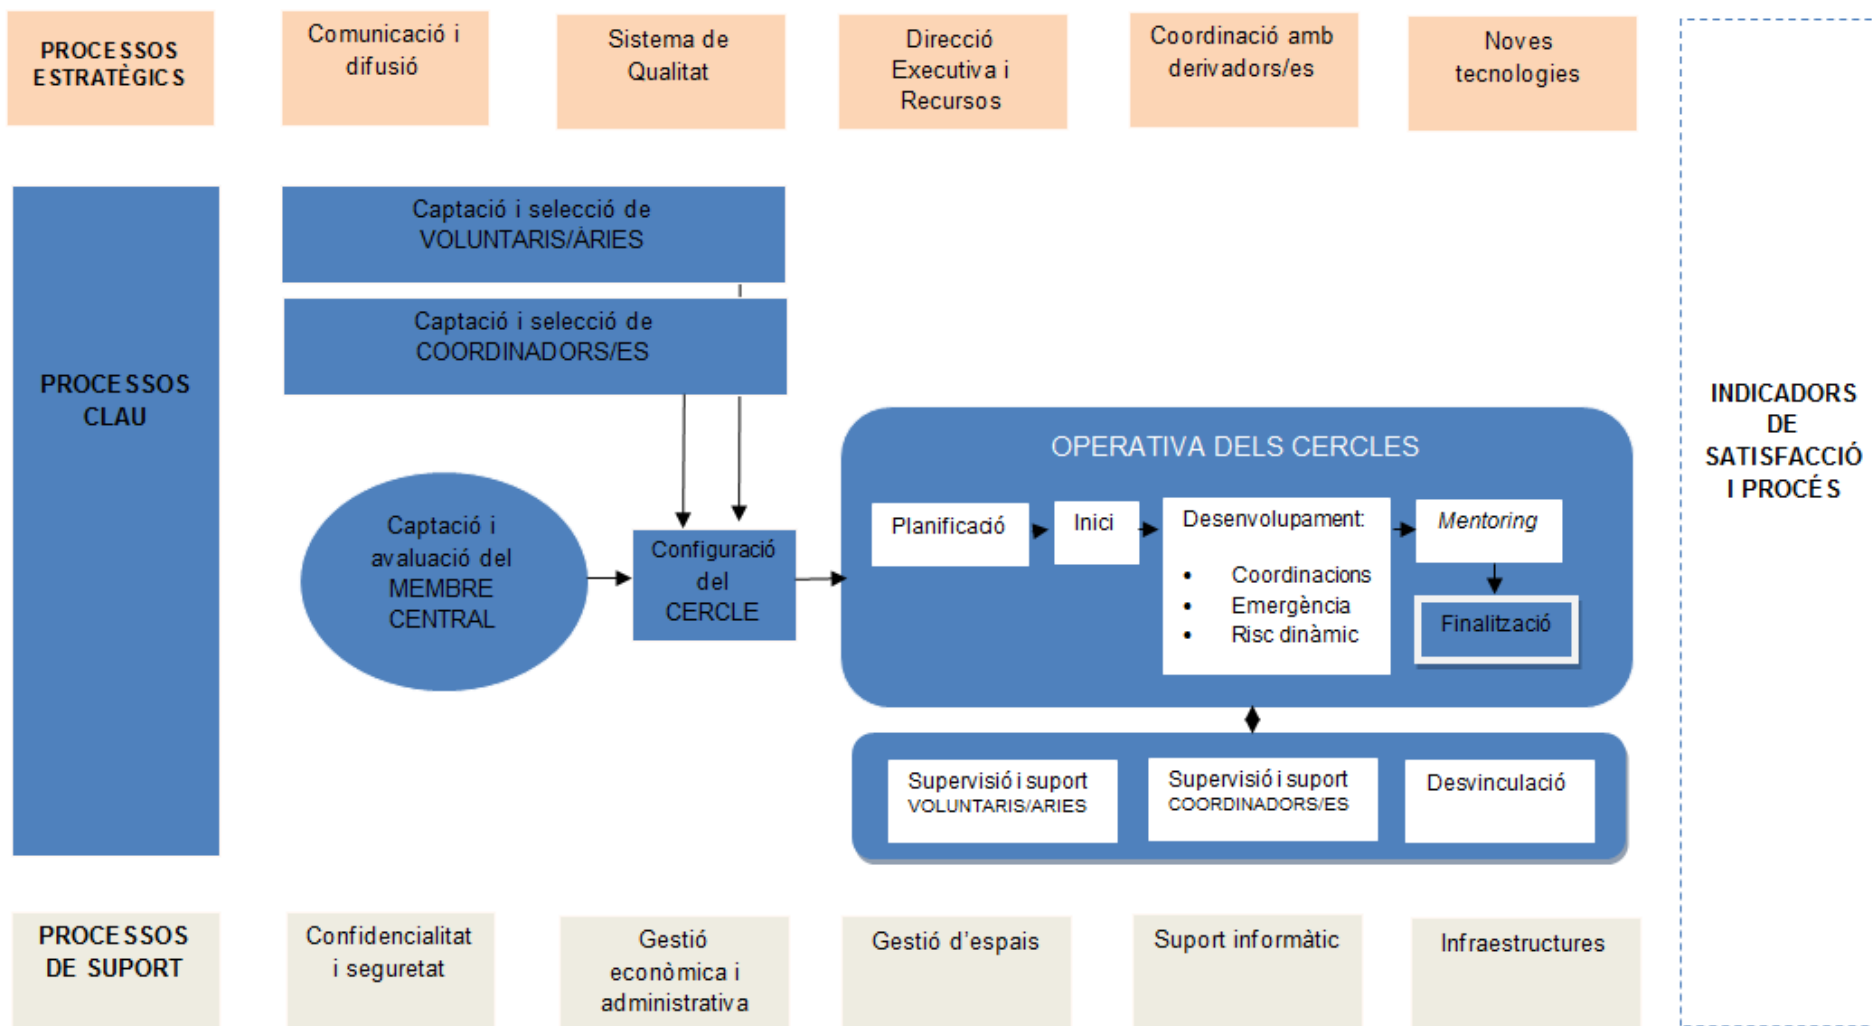 PROCESSOS
ESTRATÈGICS
Comunicació i
difusió
Sistema de
Qualitat
Direcció
Executiva i
Recursos
Coordinació amb
derivadors/es
Noves
tecnologies
PROCESSOS
CLAU
Captació i selecció de
VOLUNTARIS/ÀRIES
Captació i selecció de
COORDINADORS/ES
Captació i
avaluació del
MEMBRE
CENTRAL
Configuració
del
CERCLE
OPERATIVA DELS CERCLES
Planificació
Inici
Desenvolupament:
• Coordinacions
• Emergència
• Risc dinàmic
Mentoring
Finalització
Supervisió i suport
VOLUNTARIS/ARIES
Supervisió i suport
COORDINADORS/ES
Desvinculació
INDICADORS
DE
SATISFACCIÓ
I PROCÉS
PROCESSOS
DE SUPORT
Confidencialitat
i seguretat
Gestió
econòmica i
administrativa
Gestió d'espais
Suport informàtic
Infraestructures